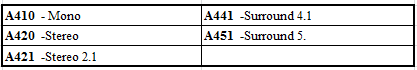 A410 - Mono
A441 -Surround 4.1
A420 -Stereo
A451 -Surround 5.
A421 -Stereo 2.1